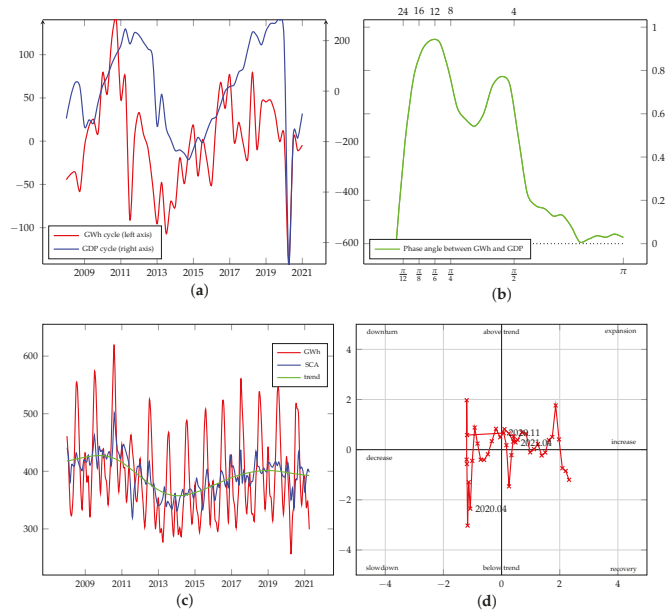 24 16 12 8 4
100
50
0
−50
−100
200
0
−200
−400
−600
1
0.8
0.6
0.4
0.2
0
GWh cycle (left axis)
GDP cycle (right axis)
Phase angle between GWh and GDP
2009 2011 2013 2015 2017 2019 2021
π/12 π/8 π/6 π/4 π/2 π
(a)
(b)
600
500
400
300
GWh
SCA
trend
2009 2011 2013 2015 2017 2019 2021
(c)
downturn above trend expansion
4
2
2020.11
2021.04
increase
0
decrease
−2
2020.04
−4
slowdown below trend recovery
−4 −2 0 2 4
(d)